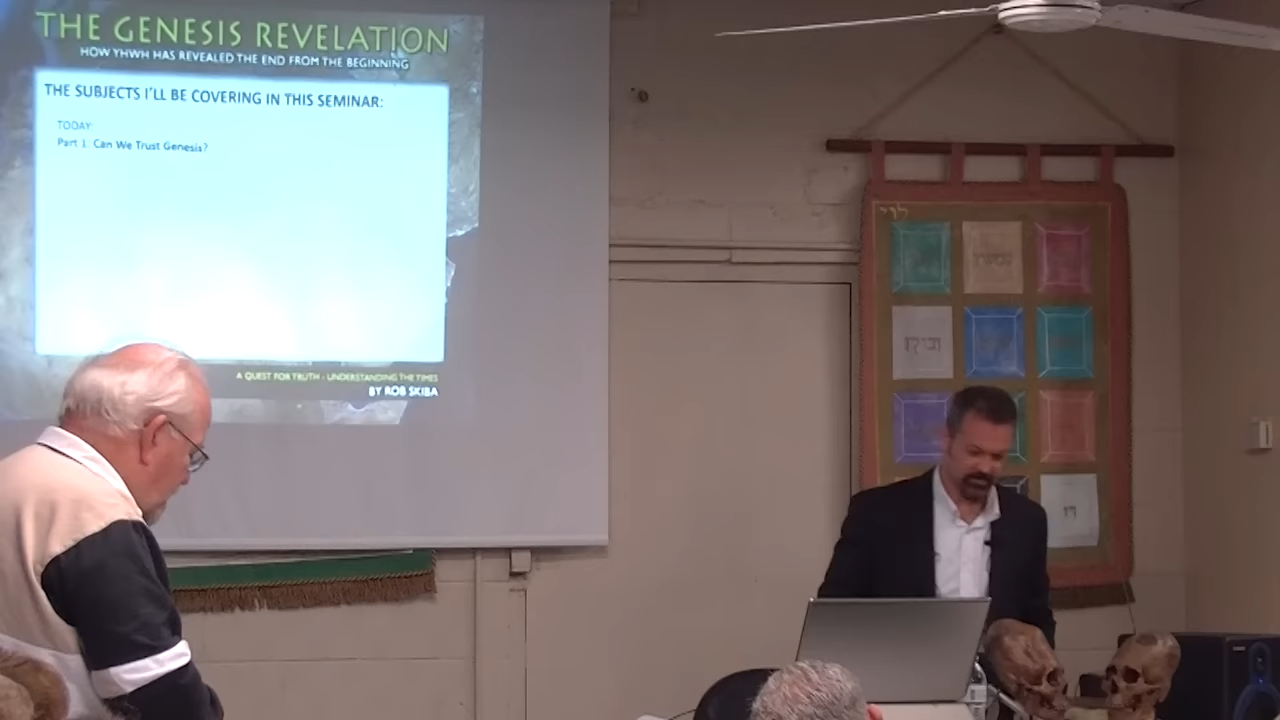 THE GENESIS REVELATION
HOW YHWH HAS REVEALED THE END FROM THE BEGINNING
THE SUBJECTS I'LL BE COVERING IN THIS SEMINAR:
TODAY:
Part 1 Can We Trust Genesis?
A QUEST FOR TRUTH - UNDERSTANDING THE TIMES
BY ROB SKIBA
לוי